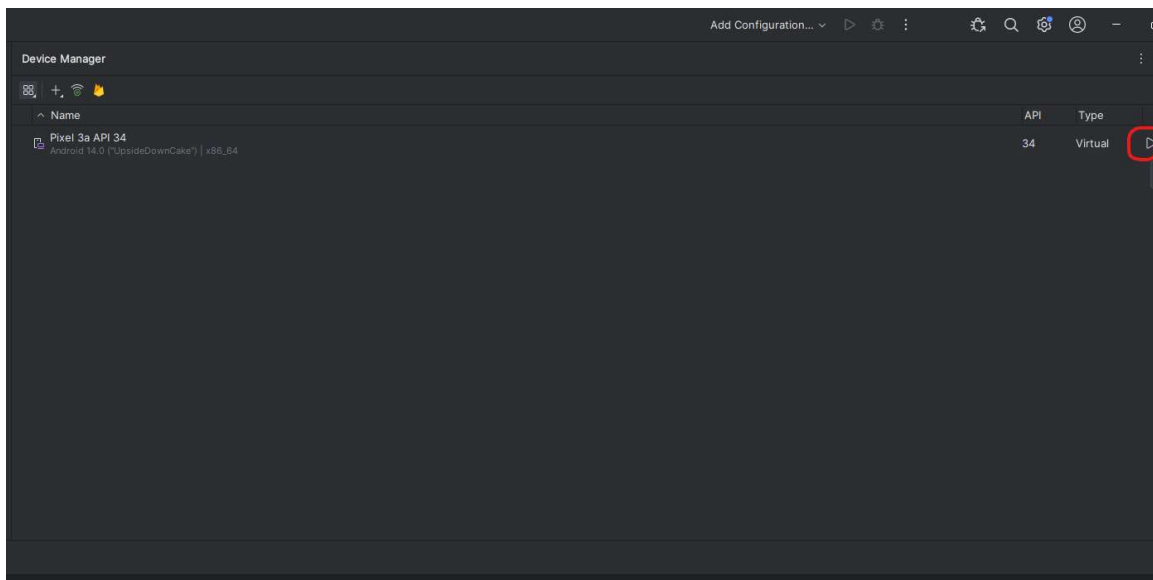 Add Configuration...
Device Manager
Name API Type
Pixel 3a API 34
Android 14.0 ("UpsideDownCake") | x86_64
34 Virtual